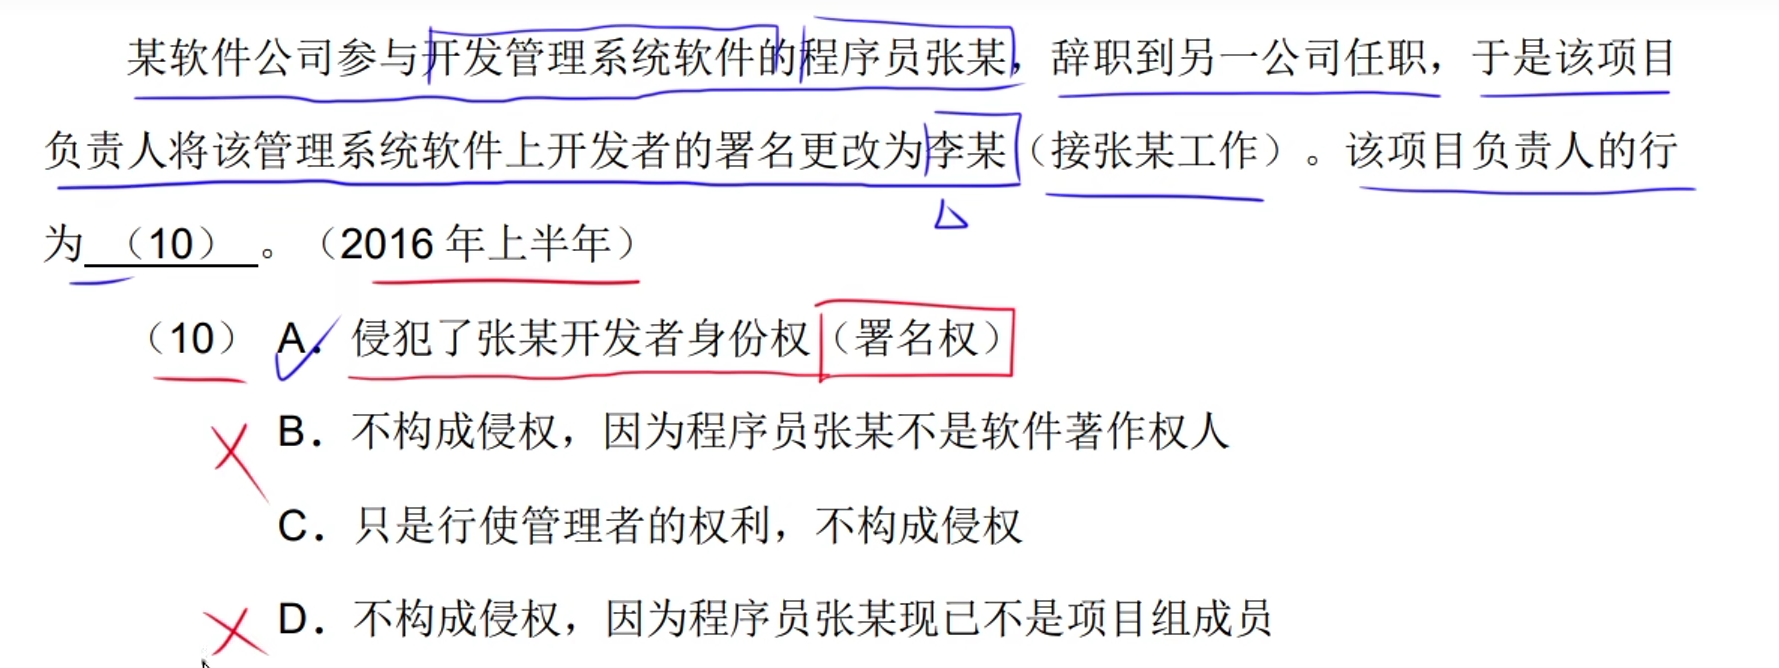 某软件公司参与开发管理系统软件的程序员张某，辞职到另一公司任职，于是该项目
负责人将该管理系统软件上开发者的署名更改为李某（接张某工作）。该项目负责人的行
为（10）。（2016 年上半年）
（10） A．侵犯了张某开发者身份权（署名权）
B．不构成侵权，因为程序员张某不是软件著作权人
C．只是行使管理者的权利，不构成侵权
D．不构成侵权，因为程序员张某现已不是项目组成员